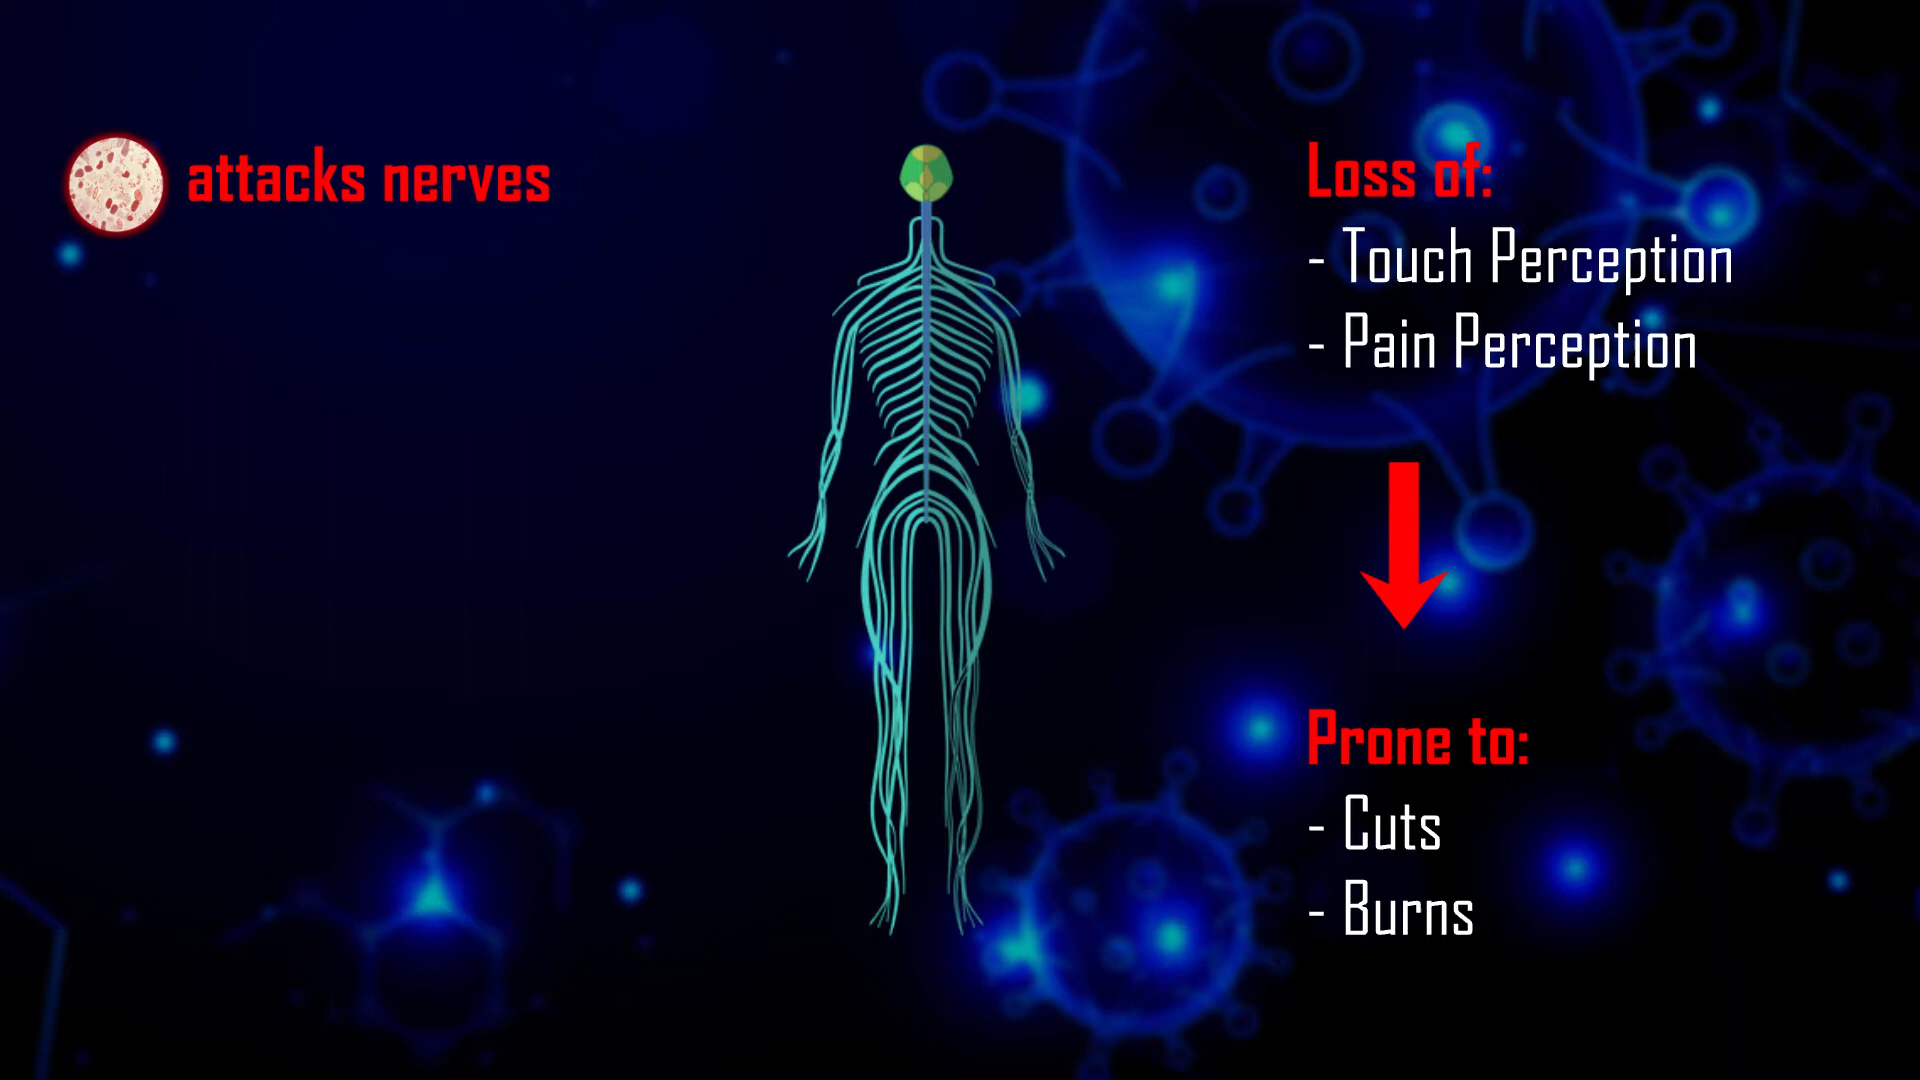 attacks nerves
Loss of:
- Touch Perception
- Pain Perception
Prone to:
- Cuts
- Burns